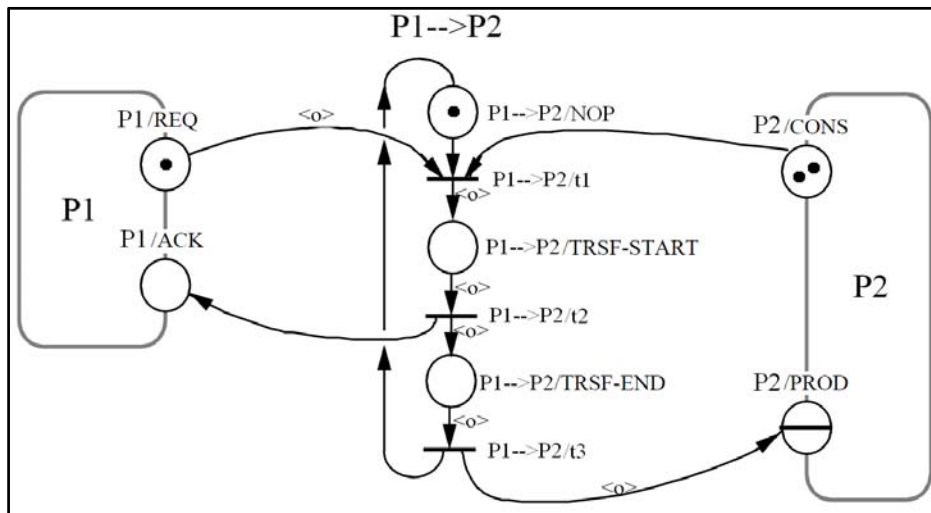 P1-->P2
P1/REQ
<o>
P1-->P2/NOP
P2/CONS
P1-->P2/t1
<o>
P1
P1/ACK
P1-->P2/TRSF-START
P2
<o>
P1-->P2/t2
<o>
P1-->P2/TRSF-END
P2/PROD
<o>
P1-->P2/t3
<o>